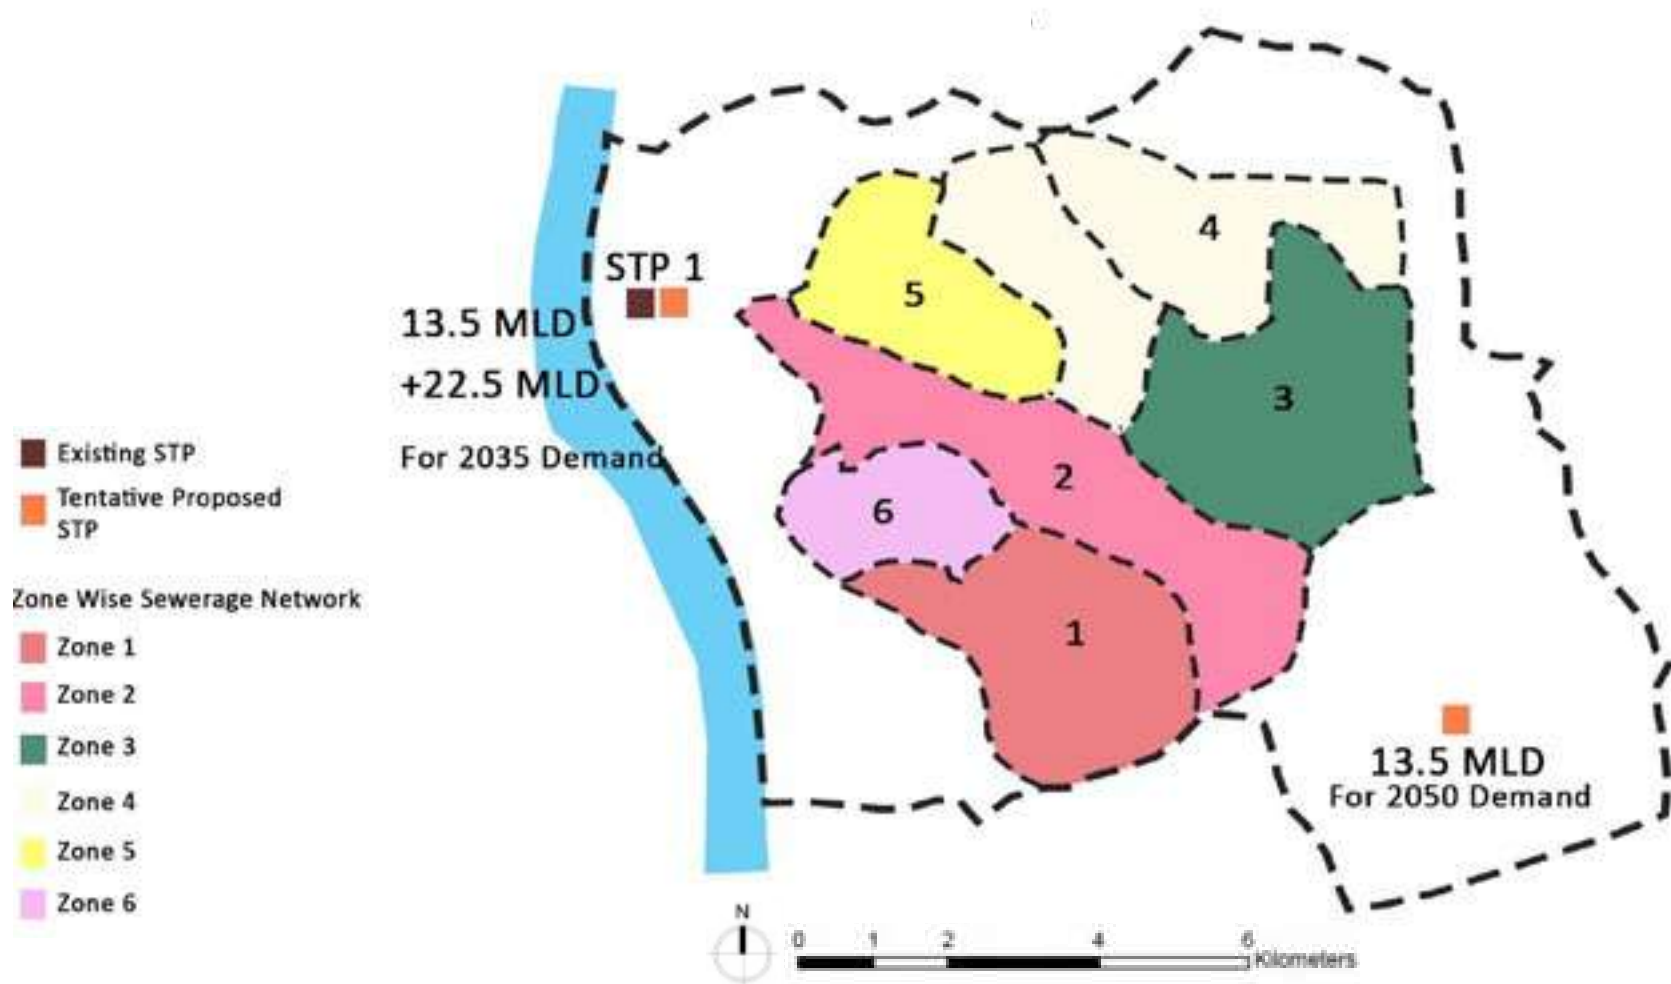 STP 1
13.5 MLD
+22.5 MLD
For 2035 Demand
4
5
3
2
6
1
13.5 MLD
For 2050 Demand
Existing STP
Tentative Proposed
STP
Zone Wise Sewerage Network
Zone 1
Zone 2
Zone 3
Zone 4
Zone 5
Zone 6
N
0 1 2 4 6
Kilometers